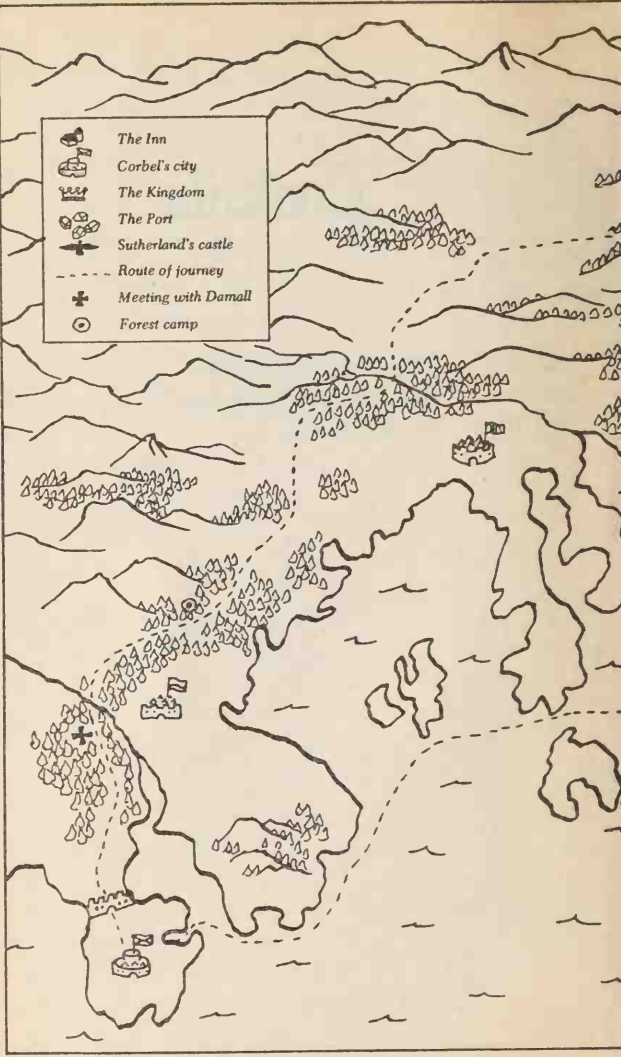 The Inn
Corbel's city
The Kingdom
The Port
Sutherland's castle
Route of journey
Meeting with Damall
Forest camp